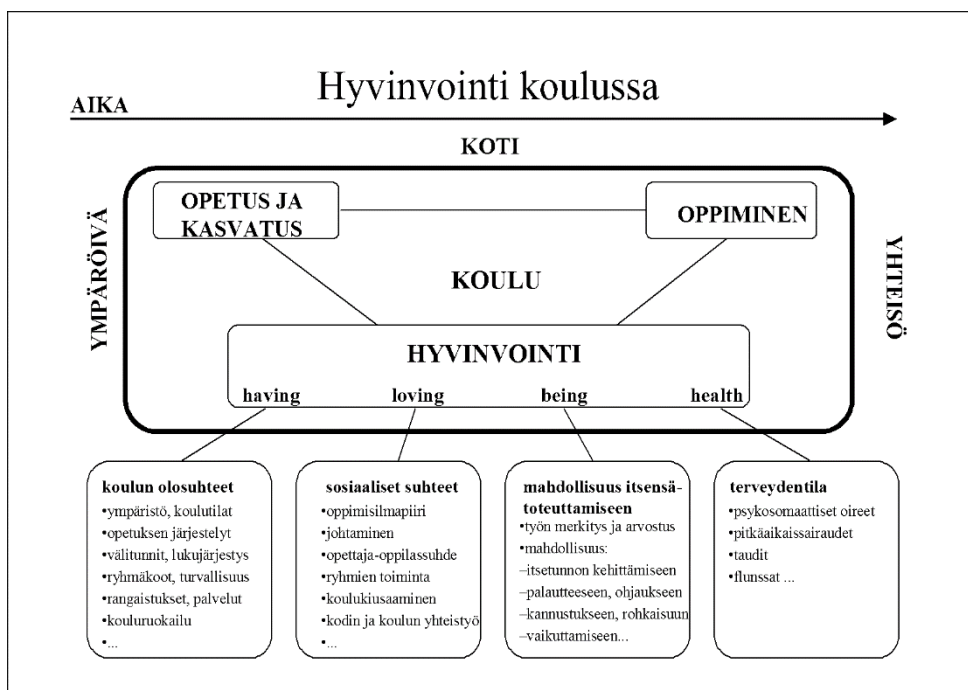 Hyvinvointi koulussa
AIKA
KOTI
YMPÄRÖIVÄ
YHTEISÖ
OPETUS JA
KASVATUS
OPPIMINEN
KOULU
HYVINVOINTI
having loving being health
koulun olosuhteet
•ympäristö, koulutilat
•opetuksen järjestelyt
•välitunnit, lukujärjestys
•ryhmäkoot, turvallisuus
•rangaistukset, palvelut
•kouluruokailu
•...
sosiaaliset suhteet
•oppimisilmapiiri
•johtaminen
•opettaja-oppilassuhde
•ryhmien toiminta
•koulukiusaaminen
•kodin ja koulun yhteistyö
•...
mahdollisuus itsensä-
toteuttamiseen
•työn merkitys ja arvostus
•mahdollisuus:
–itsetunnon kehittämiseen
–palautteeseen, ohjaukseen
–kannustukseen, rohkaisuun
–vaikuttamiseen...
terveydentila
•psykosomaattiset oireet
•pitkäaikaissairaudet
•taudit
•flunssat ...